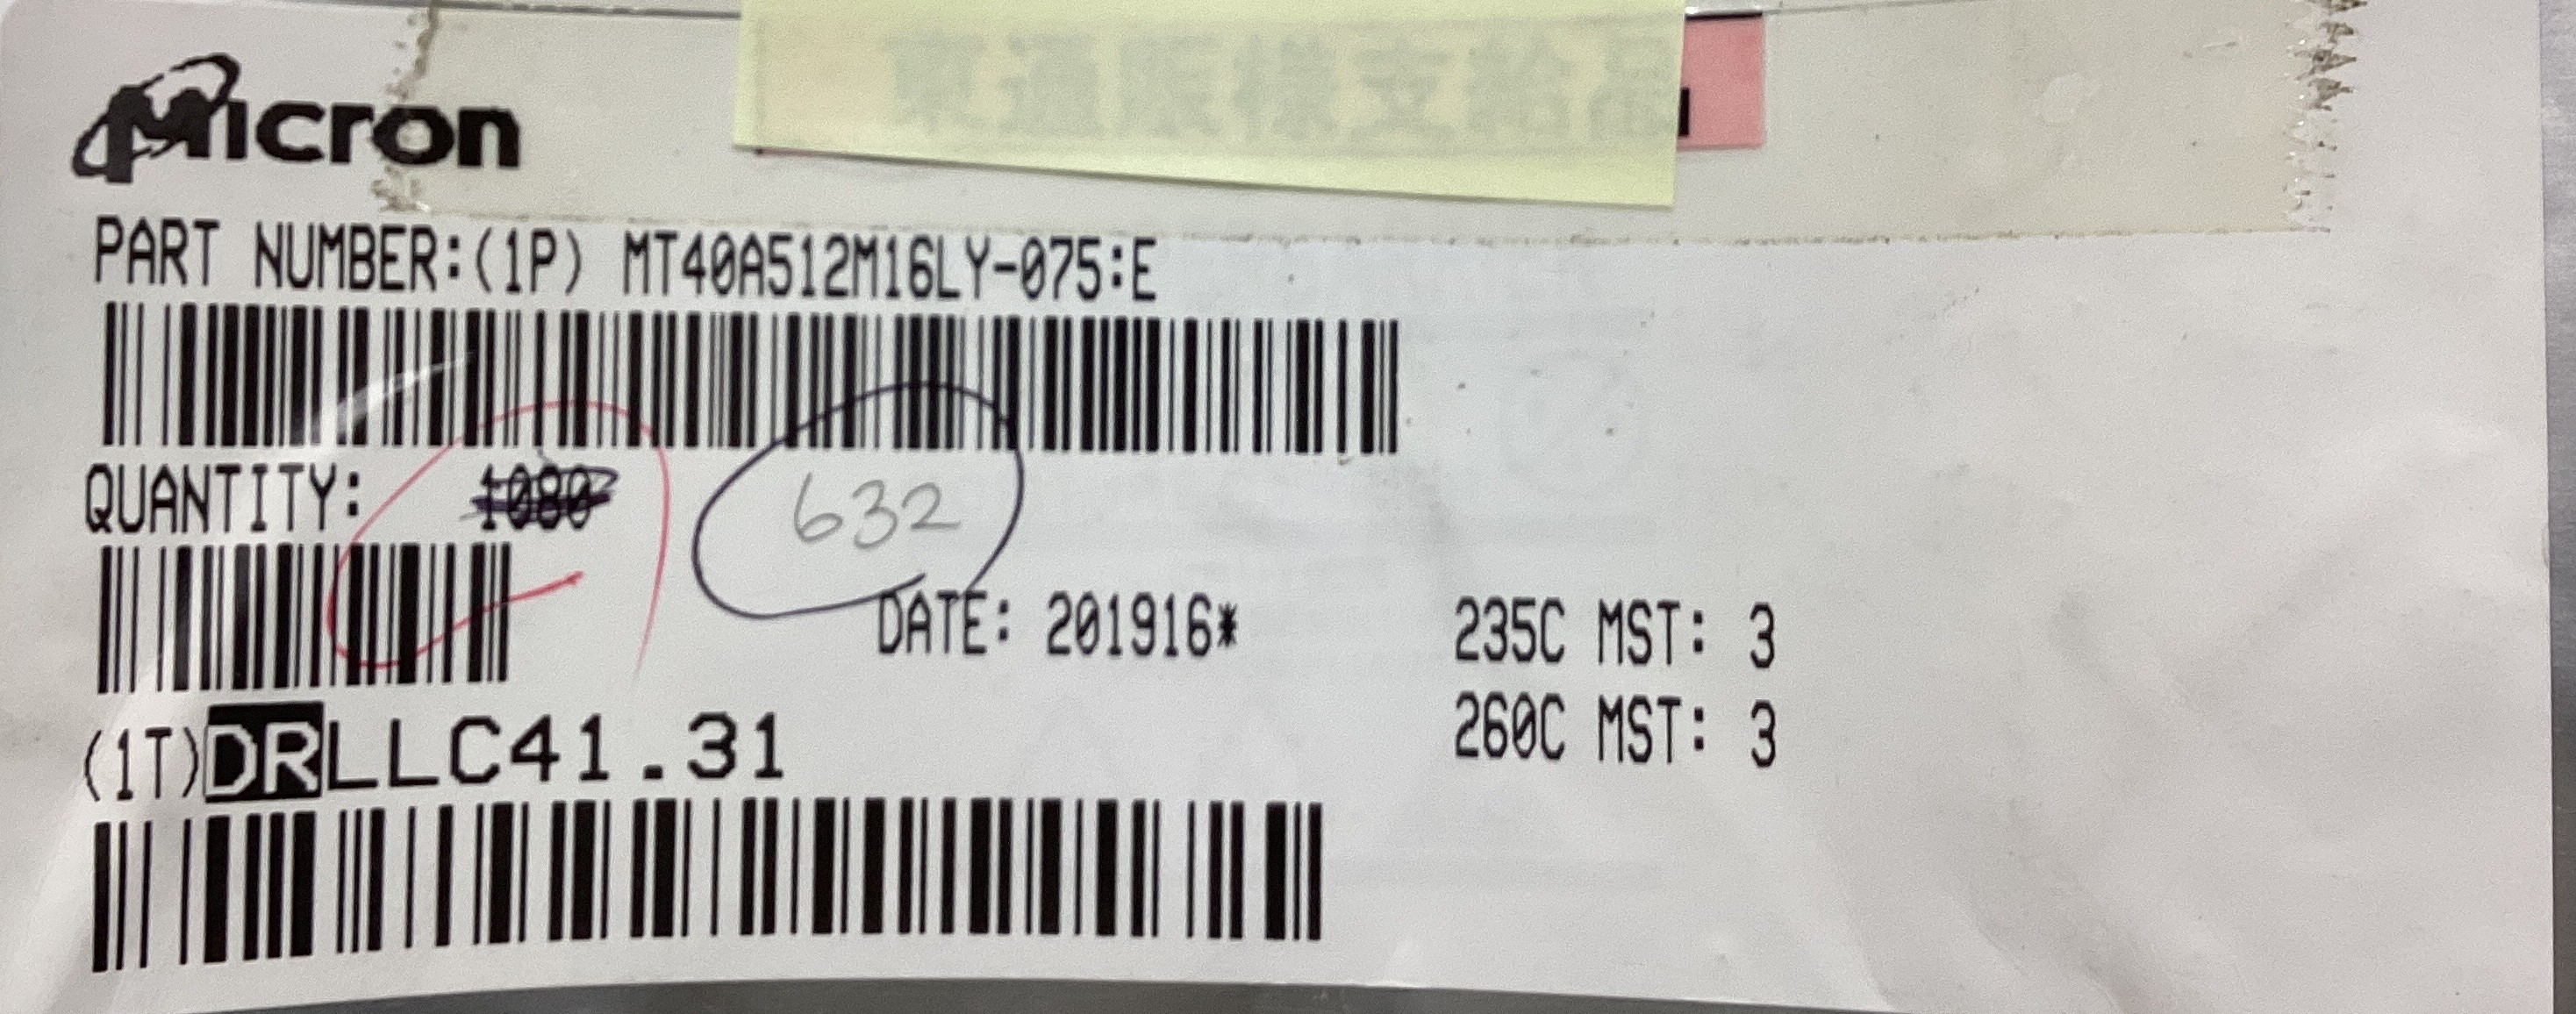 Micron
PART NUMBER:(1P) MT40A512M16LY-075:E
QUANTITY: 1080 632
DATE: 201916*
235C MST: 3
260C MST: 3
(1T)DRLLC41.31